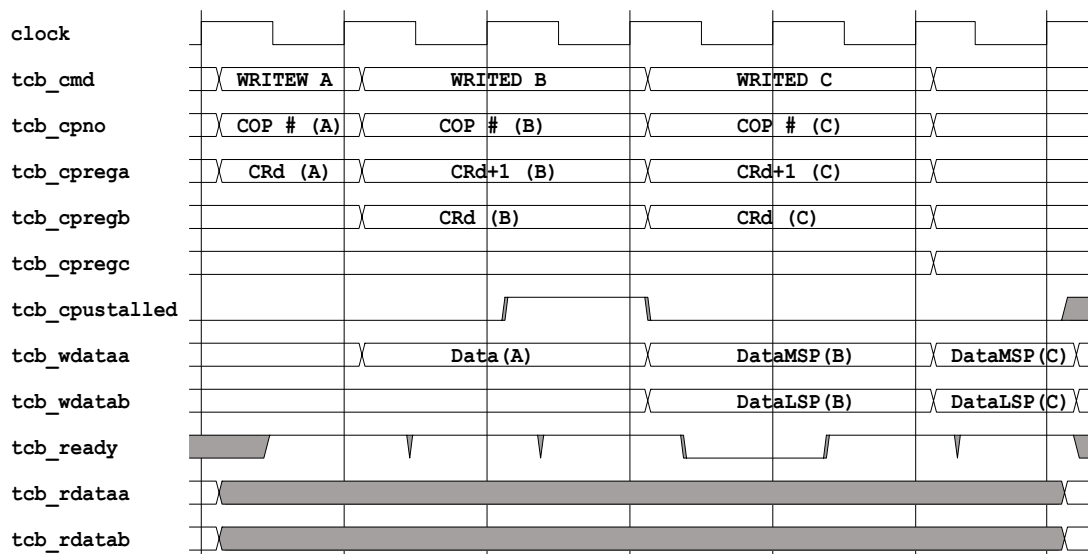 clock
tcb_cmd WRITEW A WRITED B WRITED C
tcb_cpno COP # (A) COP # (B) COP # (C)
tcb_cprega CRd (A) CRd+1 (B) CRd+1 (C)
tcb_cpregb CRd (B) CRd (C)
tcb_cpregc
tcb_cpustalled
tcb_wdataa Data(A) DataMSP(B) DataMSP(C)
tcb_wdatab DataLSP(B) DataLSP(C)
tcb_ready
tcb_rdataa
tcb_rdatab